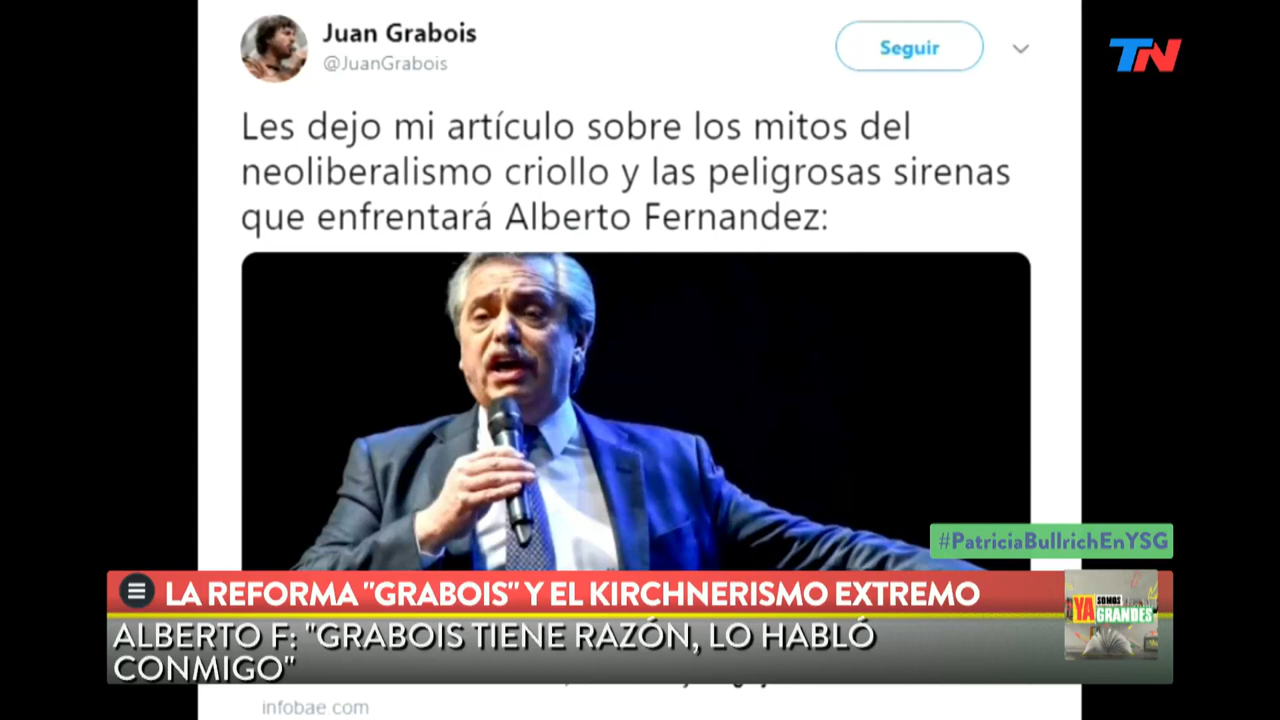 Juan Grabois
@JuanGrabois
Seguir
TN
Les dejo mi artículo sobre los mitos del
neoliberalismo criollo y las peligrosas sirenas
que enfrentará Alberto Fernandez:
#PatriciaBullrichEnYSG
LA REFORMA "GRABOIS" Y EL KIRCHNERISMO EXTREMO
YA SOMOS
GRANDES
ALBERTO F: "GRABOIS TIENE RAZÓN, LO HABLÓ
CONMIGO"
infobae.com